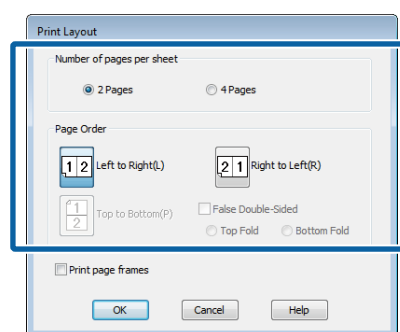 Print Layout
Number of pages per sheet
2 Pages 4 Pages
Page Order
1 2 Left to Right(L) 2 1 Right to Left(R)
1
2 Top to Bottom(P) False Double-Sided
Top Fold Bottom Fold
Print page frames
OK Cancel Help